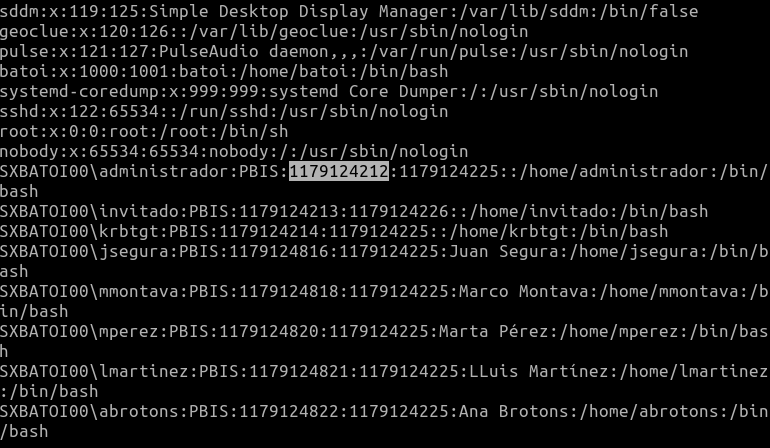 sddm:x:119:125:Simple Desktop Display Manager:/var/lib/sddm:/bin/false
geoclue:x:120:126::/var/lib/geoclue:/usr/sbin/nologin
pulse:x:121:127:PulseAudio daemon,,,:/var/run/pulse:/usr/sbin/nologin
batoi:x:1000:1001:batoi:/home/batoi:/bin/bash
systemd-coredump:x:999:999:systemd Core Dumper:/:/usr/sbin/nologin
sshd:x:122:65534::/run/sshd:/usr/sbin/nologin
root:x:0:0:root:/root:/bin/sh
nobody:x:65534:65534:nobody:/:/usr/sbin/nologin
SXBATOI00\administrador:PBIS:1179124212:1179124225::/home/administrador:/bin/
bash
SXBATOI00\invitado:PBIS:1179124213:1179124226::/home/invitado:/bin/bash
SXBATOI00\krbtgt:PBIS:1179124214:1179124225::/home/krbtgt:/bin/bash
SXBATOI00\jsegura:PBIS:1179124816:1179124225:Juan Segura:/home/jsegura:/bin/b
ash
SXBATOI00\mmontava:PBIS:1179124818:1179124225:Marco Montava:/home/mmontava:/b
in/bash
SXBATOI00\mperez:PBIS:1179124820:1179124225:Marta Pérez:/home/mperez:/bin/bas
h
SXBATOI00\lmartinez:PBIS:1179124821:1179124225:LLuis Martínez:/home/lmartinez
:/bin/bash
SXBATOI00\abrotons:PBIS:1179124822:1179124225:Ana Brotons:/home/abrotons:/bin
/bash